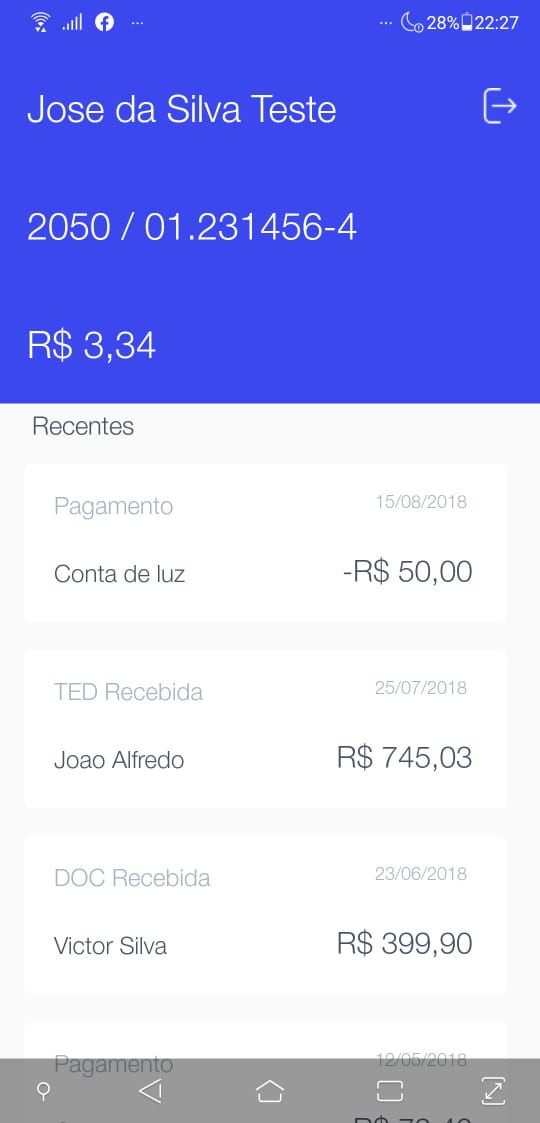 28% 22:27
Jose da Silva Teste
2050 / 01.231456-4
R$ 3,34
Recentes
Pagamento 15/08/2018
Conta de luz -R$ 50,00
TED Recebida 25/07/2018
Joao Alfredo R$ 745,03
DOC Recebida 23/06/2018
Victor Silva R$ 399,90
Pagamento 12/05/2018